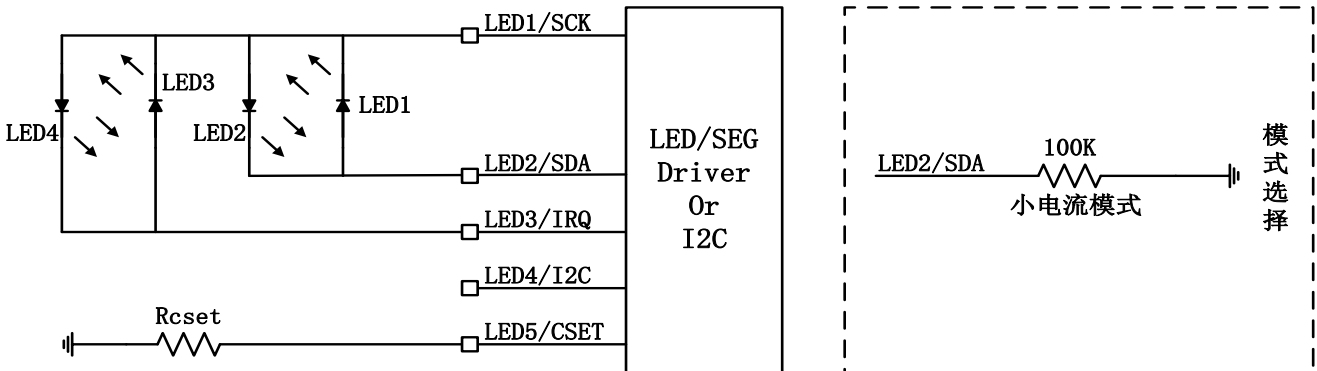 LED1/SCK
LED3
LED1
LED4
LED2
LED2/SDA
LED3/IRQ
LED4/I2C
LED5/CSET
Rcset
LED/SEG
Driver
Or
I2C
LED2/SDA
100K
小电流模式
模式选择